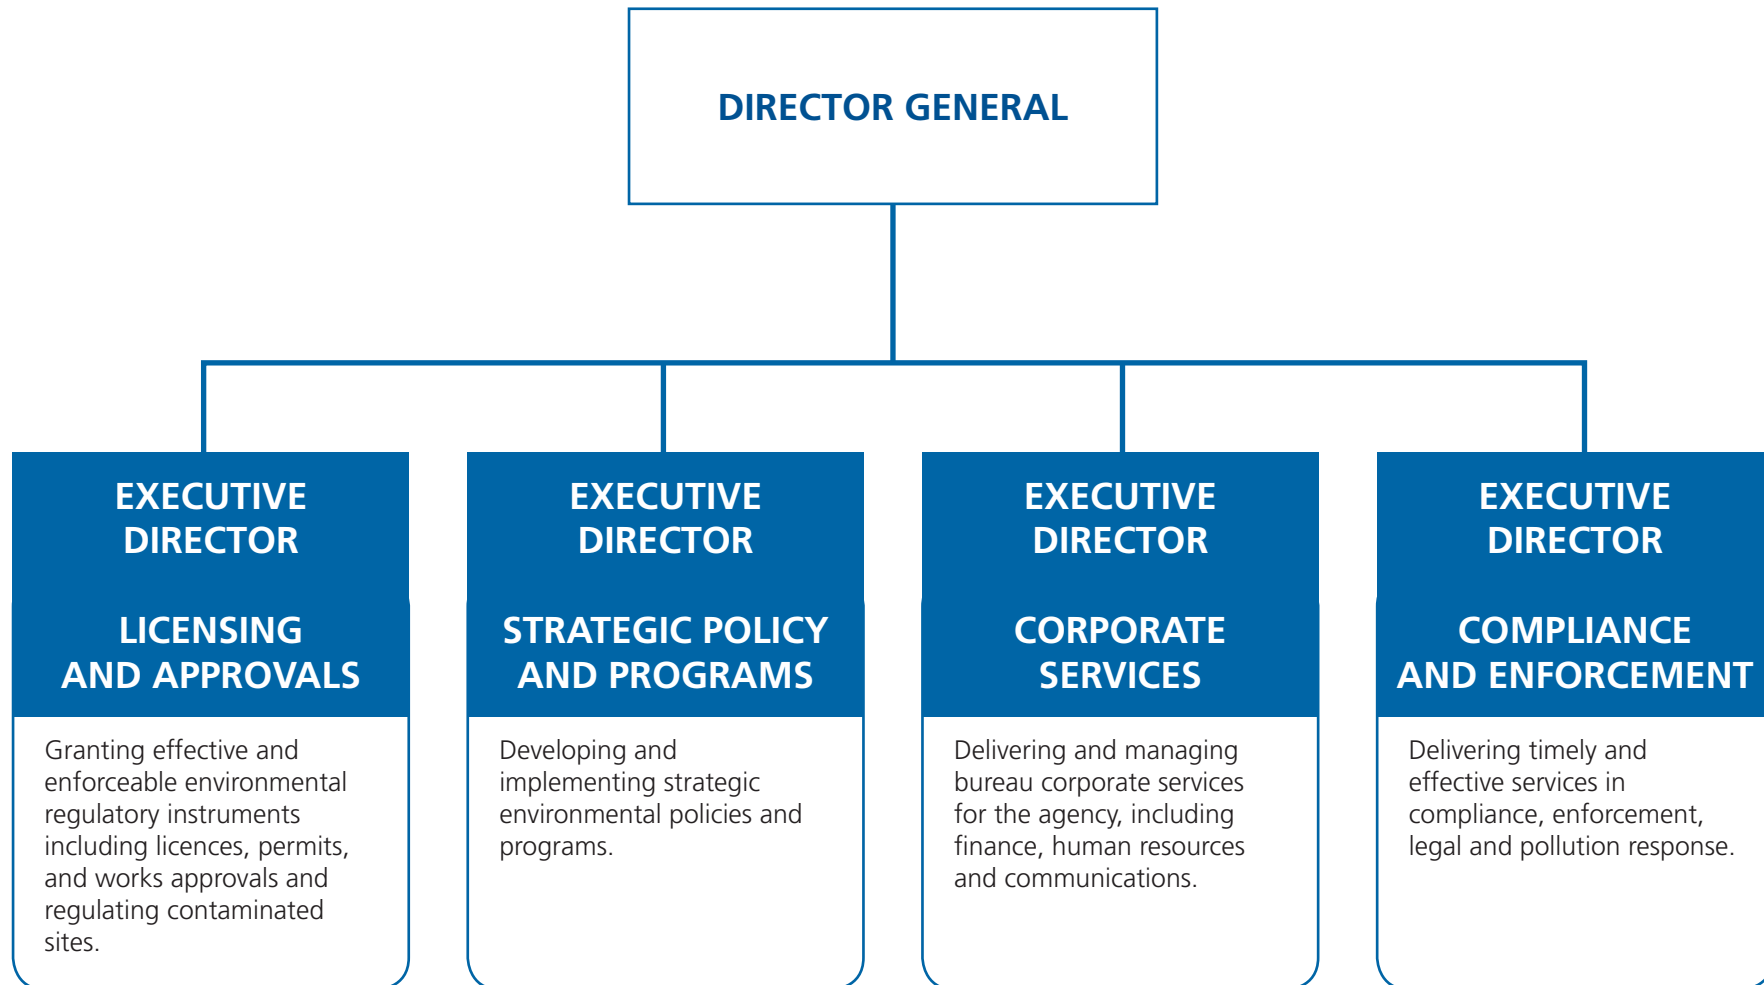 DIRECTOR GENERAL
EXECUTIVE
DIRECTOR
LICENSING
AND APPROVALS
Granting effective and
enforceable environmental
regulatory instruments
including licences, permits,
and works approvals and
regulating contaminated
sites.
EXECUTIVE
DIRECTOR
STRATEGIC POLICY
AND PROGRAMS
Developing and
implementing strategic
environmental policies and
programs.
EXECUTIVE
DIRECTOR
CORPORATE
SERVICES
Delivering and managing
bureau corporate services
for the agency, including
finance, human resources
and communications.
EXECUTIVE
DIRECTOR
COMPLIANCE
AND ENFORCEMENT
Delivering timely and
effective services in
compliance, enforcement,
legal and pollution response.